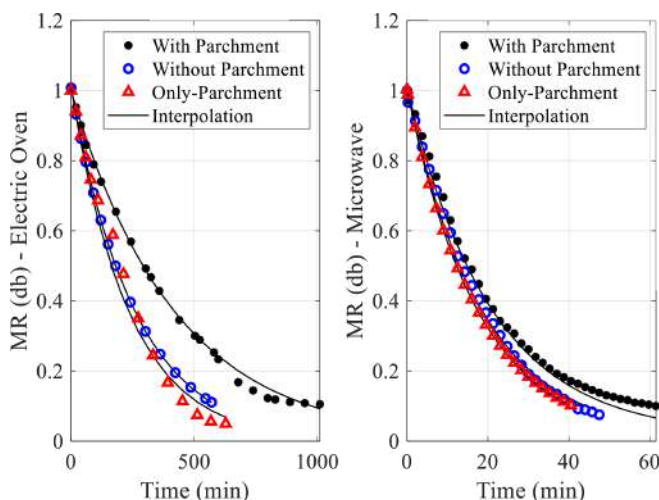 MR (db) - Electric Oven
1.2
1
0.8
0.6
0.4
0.2
0
With Parchment
Without Parchment
Only-Parchment
Interpolation
0
500
1000
Time (min)
MR (db) - Microwave
1.2
1
0.8
0.6
0.4
0.2
0
With Parchment
Without Parchment
Only-Parchment
Interpolation
0
20
40
60
Time (min)